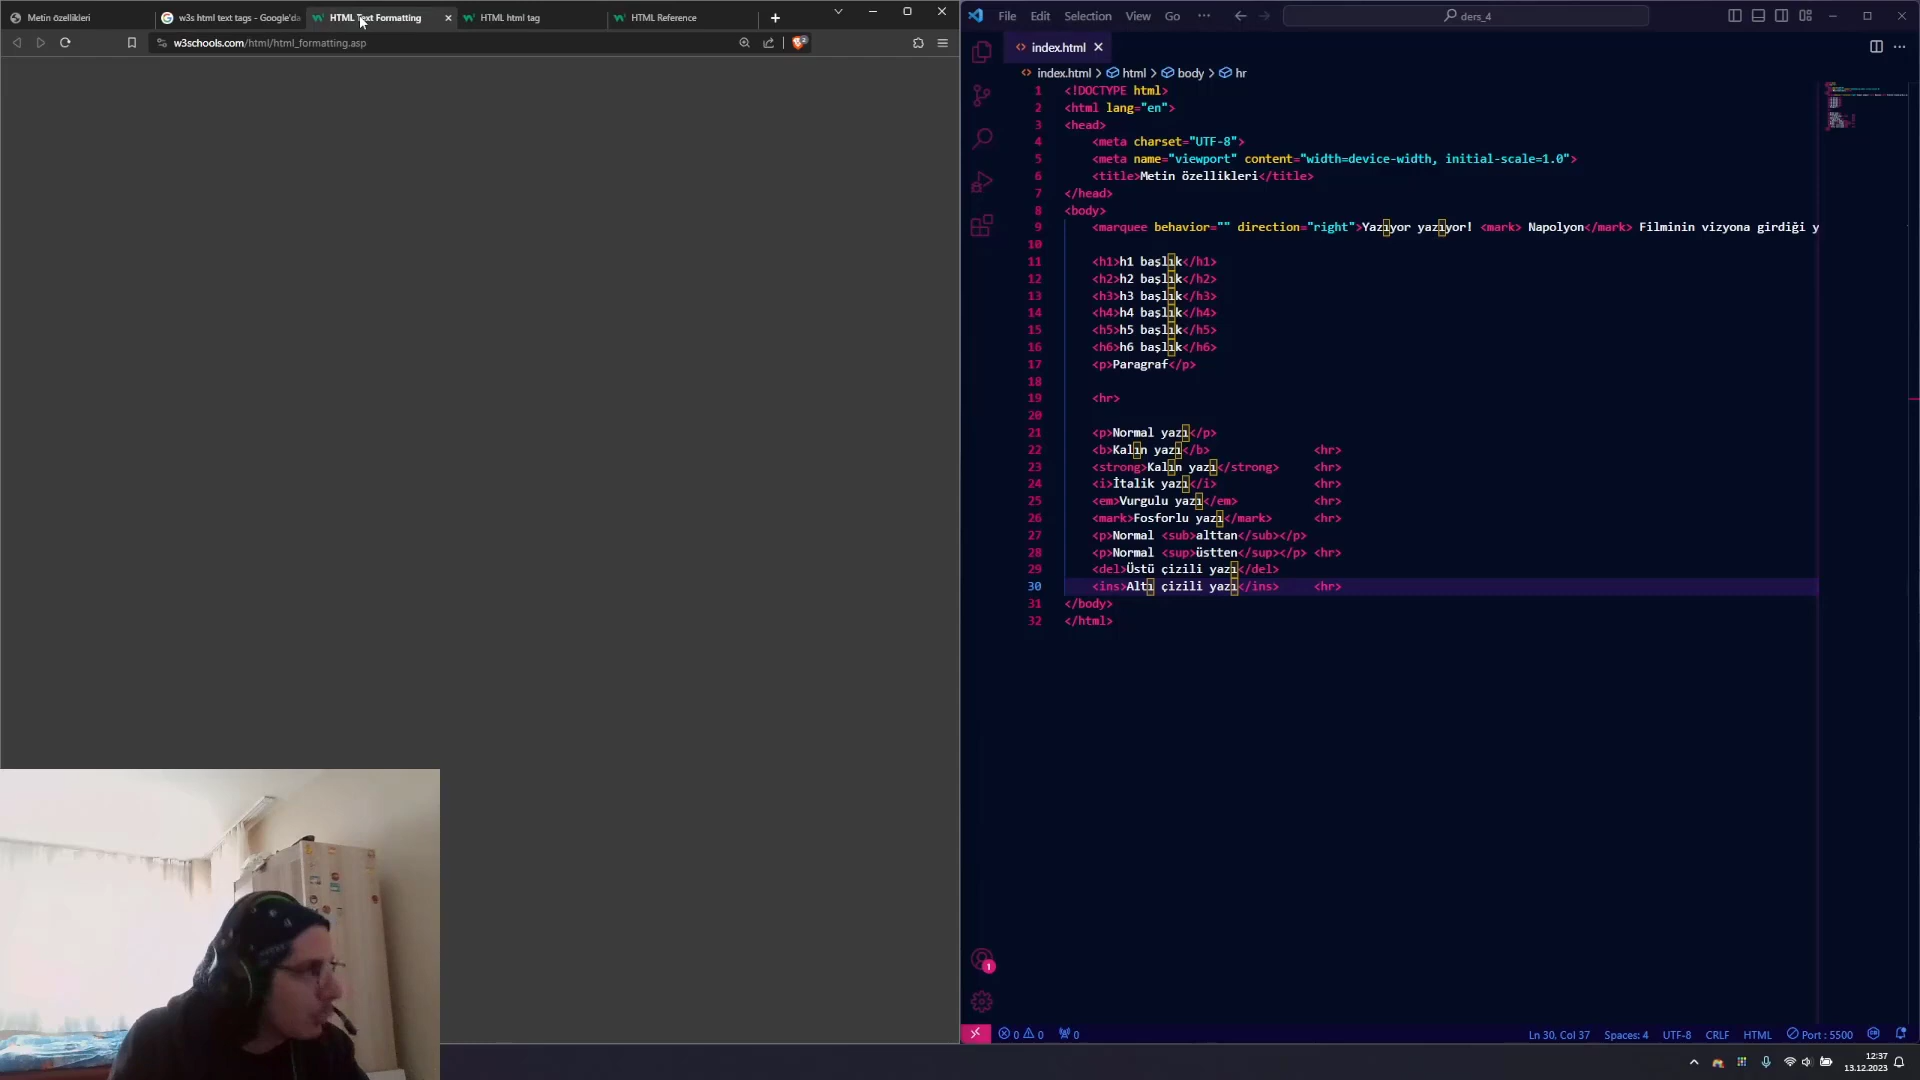 Metin özellikleri
w3s html text tags - Google'da
HTML Text Formatting
HTML html tag
HTML Reference
w3schools.com/html/html_formatting.asp
File Edit Selection View Go
ders_4
index.html
index.html > html > body > hr
1 <!DOCTYPE html>
2 <html lang="en">
3 <head>
4 <meta charset="UTF-8">
5 <meta name="viewport" content="width=device-width, initial-scale=1.0">
6 <title>Metin özellikleri</title>
7 </head>
8 <body>
9 <marquee behavior="" direction="right">Yazıyor yazıyor! <mark> Napolyon</mark> Filminin vizyona girdiği y
10
11 <h1>h1 başlık</h1>
12 <h2>h2 başlık</h2>
13 <h3>h3 başlık</h3>
14 <h4>h4 başlık</h4>
15 <h5>h5 başlık</h5>
16 <h6>h6 başlık</h6>
17 <p>Paragraf</p>
18
19 <hr>
20
21 <p>Normal yazı</p>
22 <b>Kalın yazı</b> <hr>
23 <strong>Kalın yazı</strong> <hr>
24 <i>İtalik yazı</i> <hr>
25 <em>Vurgulu yazı</em> <hr>
26 <mark>Fosforlu yazı</mark> <hr>
27 <p>Normal <sub>alttan</sub></p>
28 <p>Normal <sup>üstten</sup></p> <hr>
29 <del>Üstü çizili yazı</del>
30 <ins>Altı çizili yazı</ins> <hr>
31 </body>
32 </html>
1
0 0 0
Ln 30, Col 37 Spaces: 4 UTF-8 CRLF HTML Port : 5500
12:37
13.12.2023